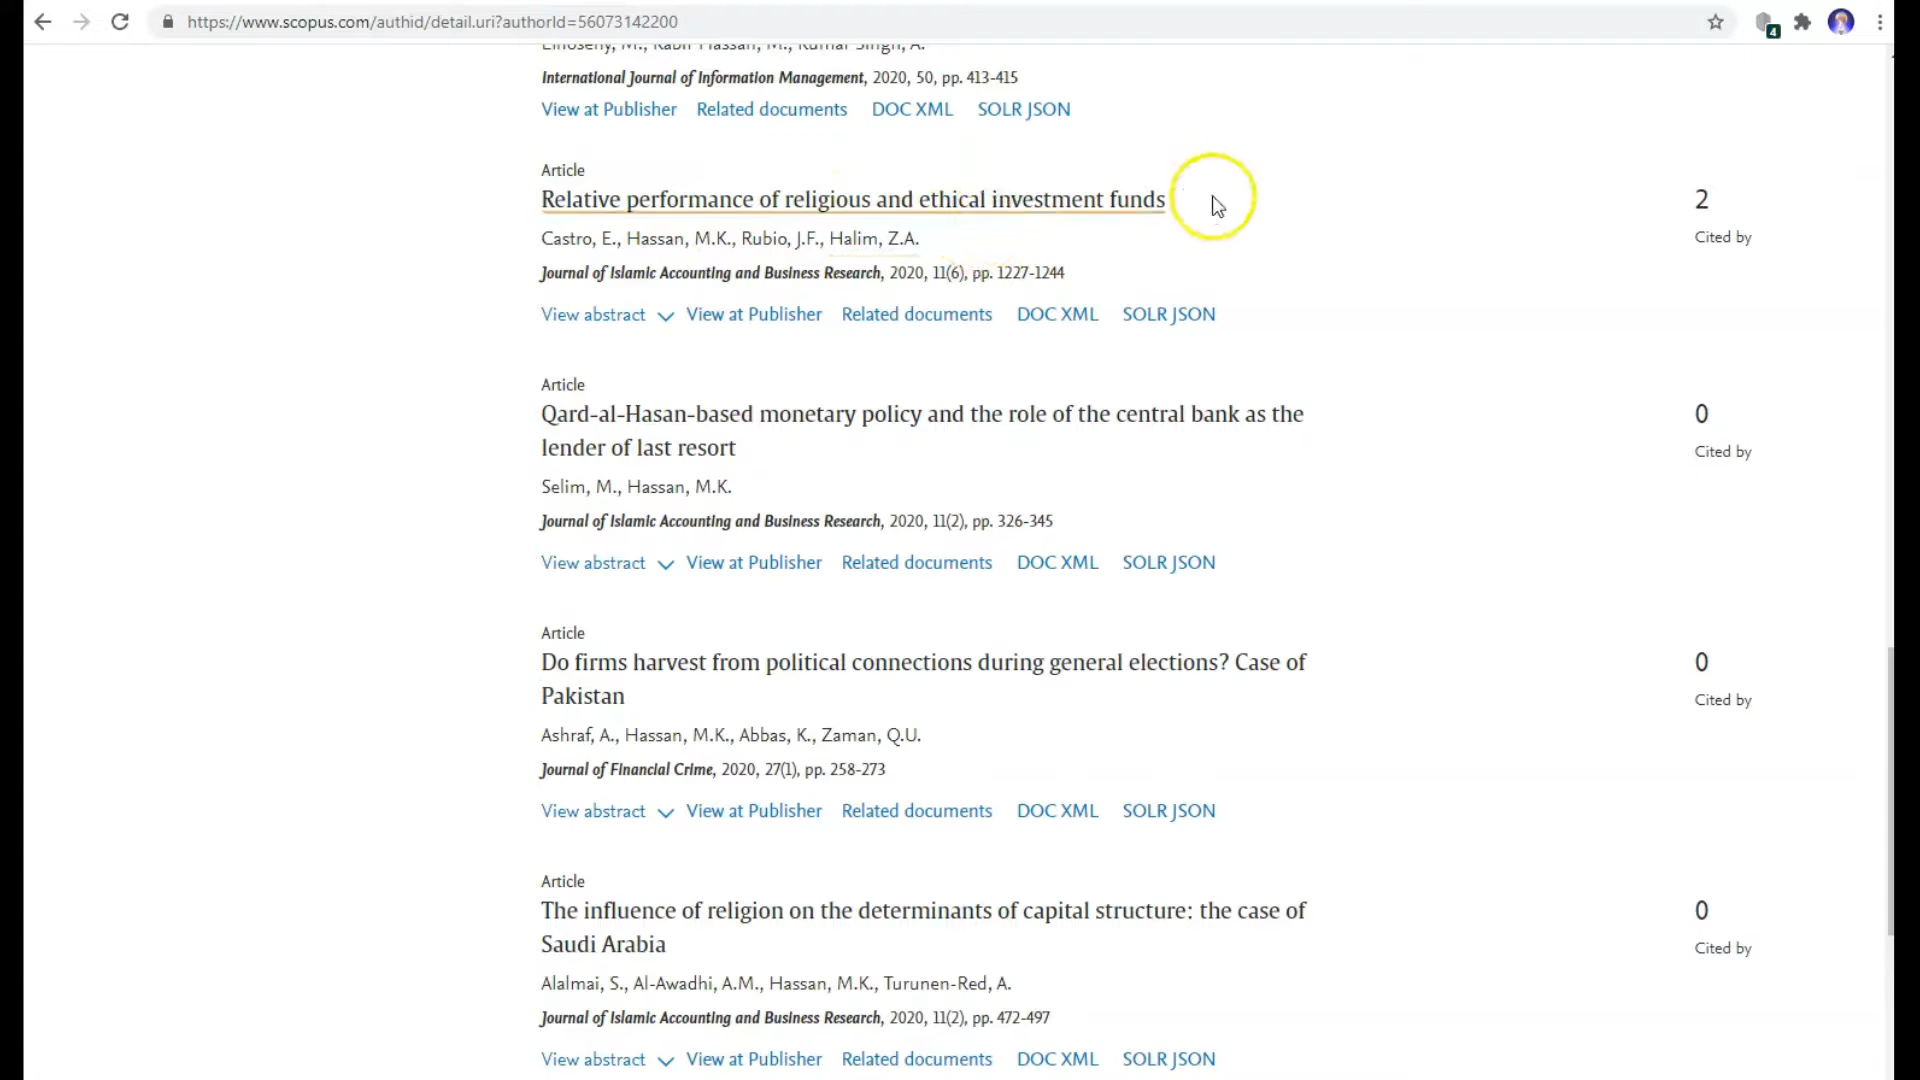 https://www.scopus.com/authid/detail.uri?authorId=56073142200
4
Elhoseny, M., Kabir Hassan, M., Kumar Singh, A.
International Journal of Information Management, 2020, 50, pp. 413-415
View at Publisher Related documents DOC XML SOLR JSON
Article
Relative performance of religious and ethical investment funds
2
Castro, E., Hassan, M.K., Rubio, J.F., Halim, Z.A.
Cited by
Journal of Islamic Accounting and Business Research, 2020, 11(6), pp. 1227-1244
View abstract View at Publisher Related documents DOC XML SOLR JSON
Article
Qard-al-Hasan-based monetary policy and the role of the central bank as the
0
lender of last resort
Cited by
Selim, M., Hassan, M.K.
Journal of Islamic Accounting and Business Research, 2020, 11(2), pp. 326-345
View abstract View at Publisher Related documents DOC XML SOLR JSON
Article
Do firms harvest from political connections during general elections? Case of
0
Pakistan
Cited by
Ashraf, A., Hassan, M.K., Abbas, K., Zaman, Q.U.
Journal of Financial Crime, 2020, 27(1), pp. 258-273
View abstract View at Publisher Related documents DOC XML SOLR JSON
Article
The influence of religion on the determinants of capital structure: the case of
0
Saudi Arabia
Cited by
Alalmai, S., Al-Awadhi, A.M., Hassan, M.K., Turunen-Red, A.
Journal of Islamic Accounting and Business Research, 2020, 11(2), pp. 472-497
View abstract View at Publisher Related documents DOC XML SOLR JSON